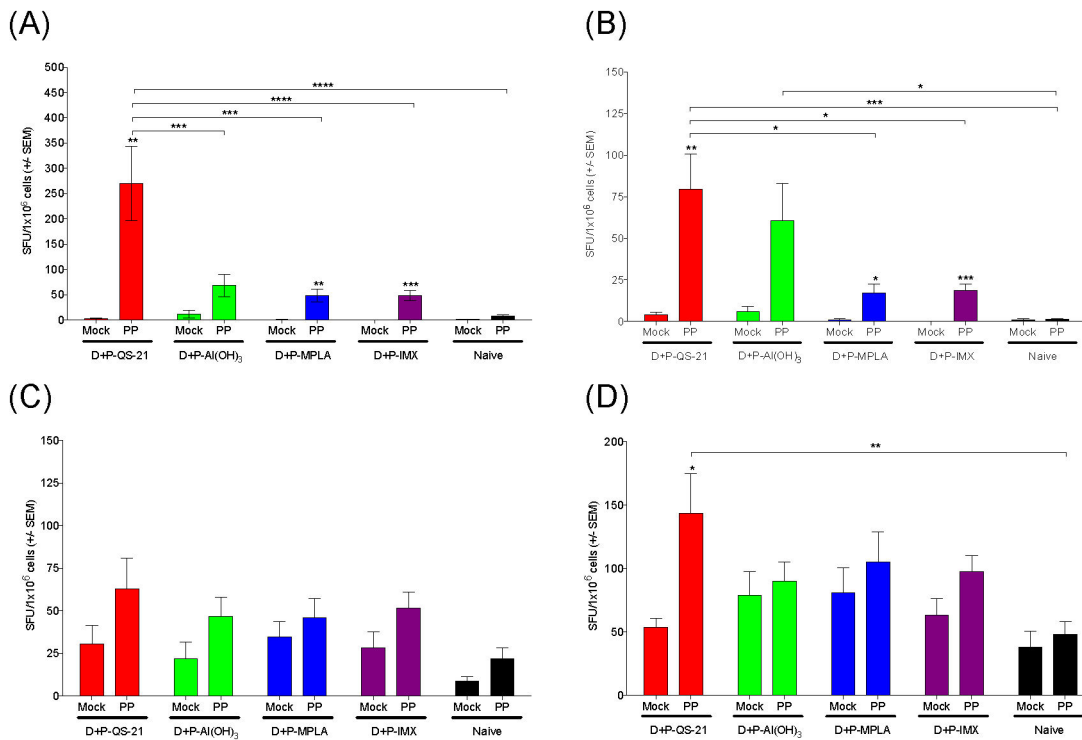 (A)
SFU/1x10⁶ cells (+/- SEM)
500
450
400
350
300
250
200
150
100
50
0
****
****
***
***
**
**
***
Mock PP Mock PP Mock PP Mock PP Mock PP
D+P-QS-21 D+P-Al(OH)₃ D+P-MPLA D+P-IMX Naive
(B)
SFU/1x10⁶ cells (+/- SEM)
150
125
100
75
50
25
0
*
***
*
*
**
*
***
Mock PP Mock PP Mock PP Mock PP Mock PP
D+P-QS-21 D+P-Al(OH)₃ D+P-MPLA D+P-IMX Naive
(C)
SFU/1x10⁶ cells (+/- SEM)
150
125
100
75
50
25
0
Mock PP Mock PP Mock PP Mock PP Mock PP
D+P-QS-21 D+P-Al(OH)₃ D+P-MPLA D+P-IMX Naive
(D)
SFU/1x10⁶ cells (+/- SEM)
200
150
100
50
0
**
*
Mock PP Mock PP Mock PP Mock PP Mock PP
D+P-QS-21 D+P-Al(OH)₃ D+P-MPLA D+P-IMX Naive